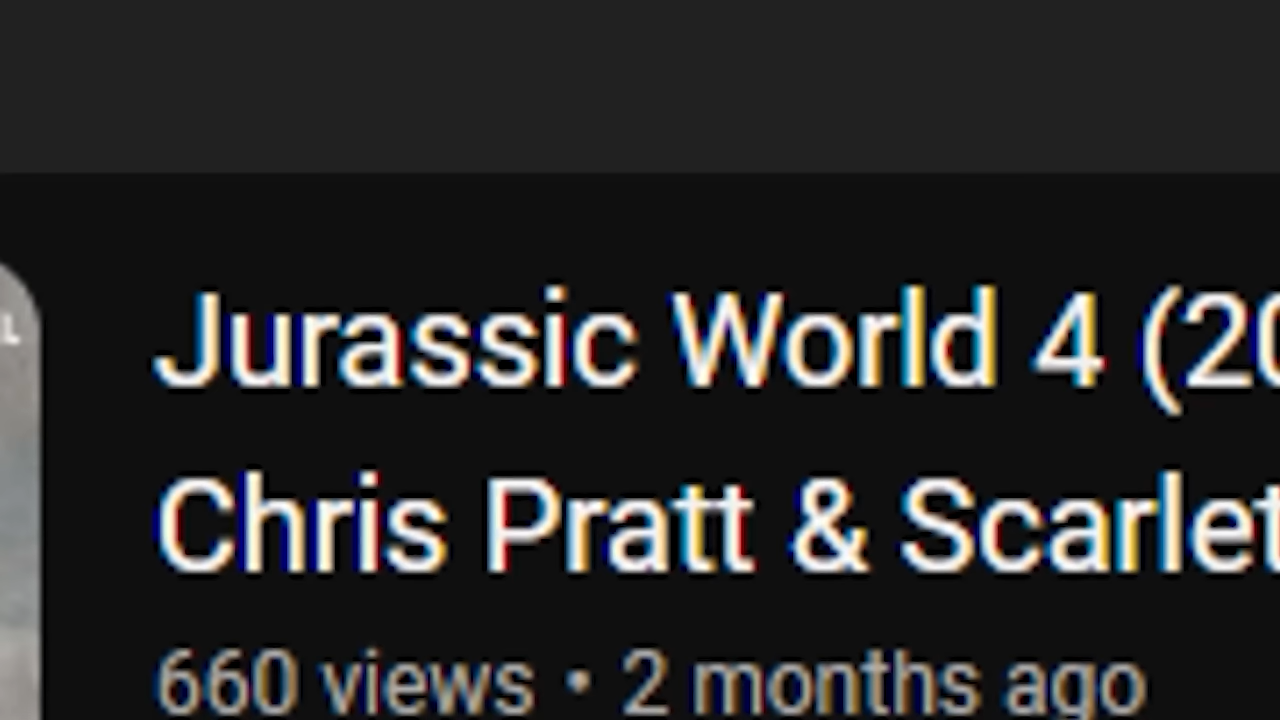 Jurassic World 4 (20
Chris Pratt & Scarlet
660 views • 2 months ago